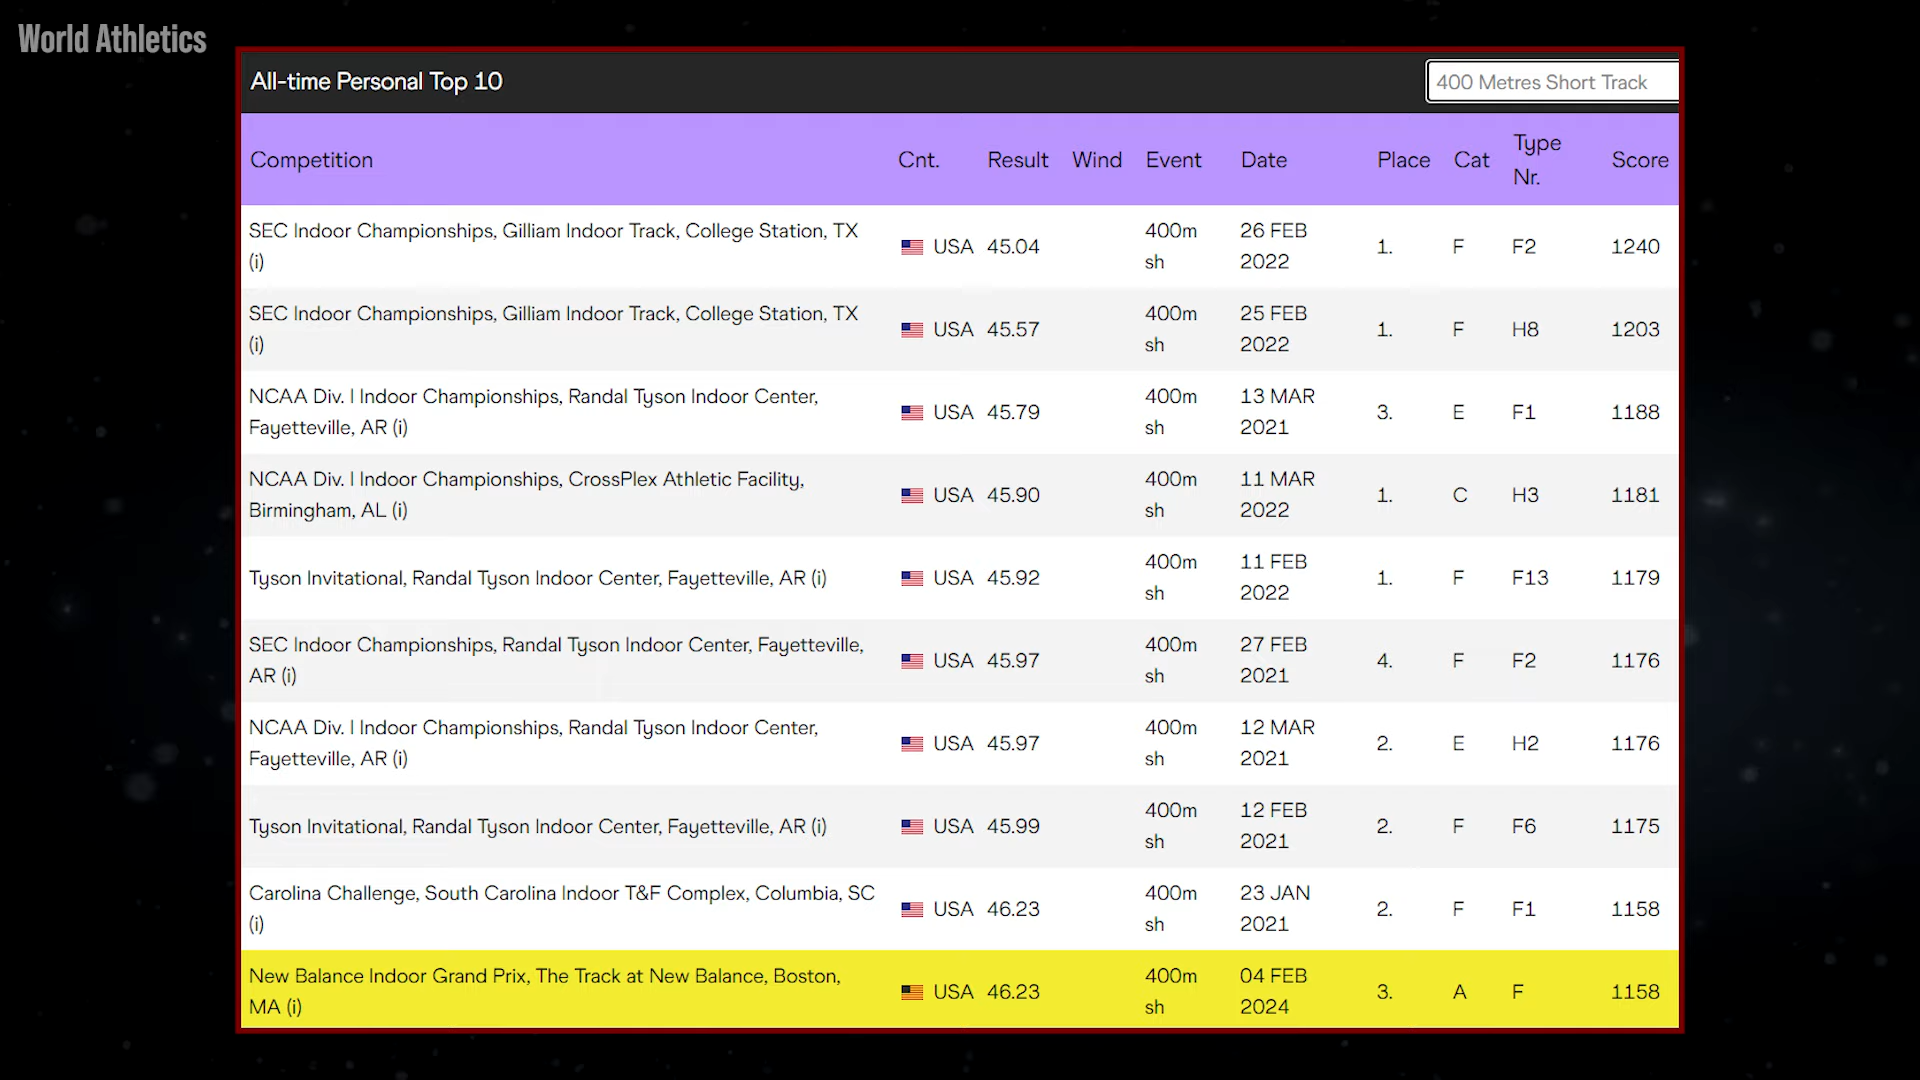 World Athletics
All-time Personal Top 10
400 Metres Short Track
Competition Cnt. Result Wind Event Date Place Cat Type Nr. Score
SEC Indoor Championships, Gilliam Indoor Track, College Station, TX (i) USA 45.04 400m sh 26 FEB 2022 1. F F2 1240
SEC Indoor Championships, Gilliam Indoor Track, College Station, TX (i) USA 45.57 400m sh 25 FEB 2022 1. F H8 1203
NCAA Div. I Indoor Championships, Randal Tyson Indoor Center, Fayetteville, AR (i) USA 45.79 400m sh 13 MAR 2021 3. E F1 1188
NCAA Div. I Indoor Championships, CrossPlex Athletic Facility, Birmingham, AL (i) USA 45.90 400m sh 11 MAR 2022 1. C H3 1181
Tyson Invitational, Randal Tyson Indoor Center, Fayetteville, AR (i) USA 45.92 400m sh 11 FEB 2022 1. F F13 1179
SEC Indoor Championships, Randal Tyson Indoor Center, Fayetteville, AR (i) USA 45.97 400m sh 27 FEB 2021 4. F F2 1176
NCAA Div. I Indoor Championships, Randal Tyson Indoor Center, Fayetteville, AR (i) USA 45.97 400m sh 12 MAR 2021 2. E H2 1176
Tyson Invitational, Randal Tyson Indoor Center, Fayetteville, AR (i) USA 45.99 400m sh 12 FEB 2021 2. F F6 1175
Carolina Challenge, South Carolina Indoor T&F Complex, Columbia, SC (i) USA 46.23 400m sh 23 JAN 2021 2. F F1 1158
New Balance Indoor Grand Prix, The Track at New Balance, Boston, MA (i) USA 46.23 400m sh 04 FEB 2024 3. A F 1158